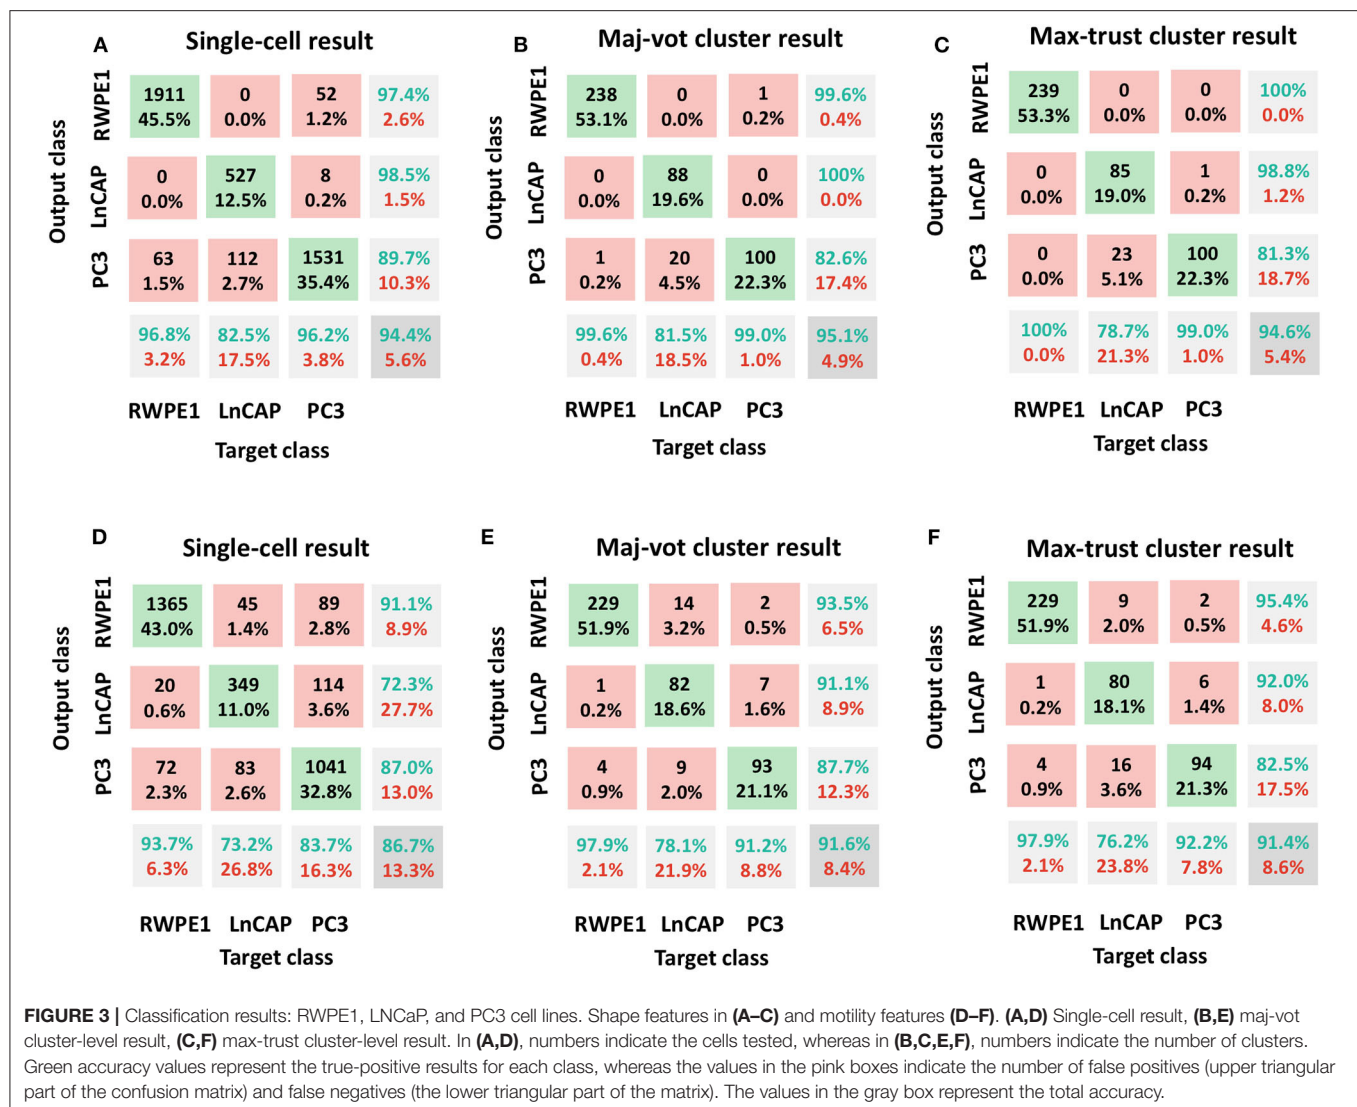 A
Single-cell result
Output class
RWPE1
1911 0 52 97.4%
45.5% 0.0% 1.2% 2.6%
LnCAP
0 527 8 98.5%
0.0% 12.5% 0.2% 1.5%
PC3
63 112 1531 89.7%
1.5% 2.7% 35.4% 10.3%
96.8% 82.5% 96.2% 94.4%
3.2% 17.5% 3.8% 5.6%
RWPE1 LnCAP PC3
Target class
B
Maj-vot cluster result
Output class
RWPE1
238 0 1 99.6%
53.1% 0.0% 0.2% 0.4%
LnCAP
0 88 0 100%
0.0% 19.6% 0.0% 0.0%
PC3
1 20 100 82.6%
0.2% 4.5% 22.3% 17.4%
99.6% 81.5% 99.0% 95.1%
0.4% 18.5% 1.0% 4.9%
RWPE1 LnCAP PC3
Target class
C
Max-trust cluster result
Output class
RWPE1
239 0 0 100%
53.3% 0.0% 0.0% 0.0%
LnCAP
0 85 1 98.8%
0.0% 19.0% 0.2% 1.2%
PC3
0 23 100 81.3%
0.0% 5.1% 22.3% 18.7%
100% 78.7% 99.0% 94.6%
0.0% 21.3% 1.0% 5.4%
RWPE1 LnCAP PC3
Target class
D
Single-cell result
Output class
RWPE1
1365 45 89 91.1%
43.0% 1.4% 2.8% 8.9%
LnCAP
20 349 114 72.3%
0.6% 11.0% 3.6% 27.7%
PC3
72 83 1041 87.0%
2.3% 2.6% 32.8% 13.0%
93.7% 73.2% 83.7% 86.7%
6.3% 26.8% 16.3% 13.3%
RWPE1 LnCAP PC3
Target class
E
Maj-vot cluster result
Output class
RWPE1
229 14 2 93.5%
51.9% 3.2% 0.5% 6.5%
LnCAP
1 82 7 91.1%
0.2% 18.6% 1.6% 8.9%
PC3
4 9 93 87.7%
0.9% 2.0% 21.1% 12.3%
97.9% 78.1% 91.2% 91.6%
2.1% 21.9% 8.8% 8.4%
RWPE1 LnCAP PC3
Target class
F
Max-trust cluster result
Output class
RWPE1
229 9 2 95.4%
51.9% 2.0% 0.5% 4.6%
LnCAP
1 80 6 92.0%
0.2% 18.1% 1.4% 8.0%
PC3
4 16 94 82.5%
0.9% 3.6% 21.3% 17.5%
97.9% 76.2% 92.2% 91.4%
2.1% 23.8% 7.8% 8.6%
RWPE1 LnCAP PC3
Target class
FIGURE 3 | Classification results: RWPE1, LNCaP, and PC3 cell lines. Shape features in (A–C) and motility features (D–F). (A,D) Single-cell result, (B,E) maj-vot
cluster-level result, (C,F) max-trust cluster-level result. In (A,D), numbers indicate the cells tested, whereas in (B,C,E,F), numbers indicate the number of clusters.
Green accuracy values represent the true-positive results for each class, whereas the values in the pink boxes indicate the number of false positives (upper triangular
part of the confusion matrix) and false negatives (the lower triangular part of the matrix). The values in the gray box represent the total accuracy.